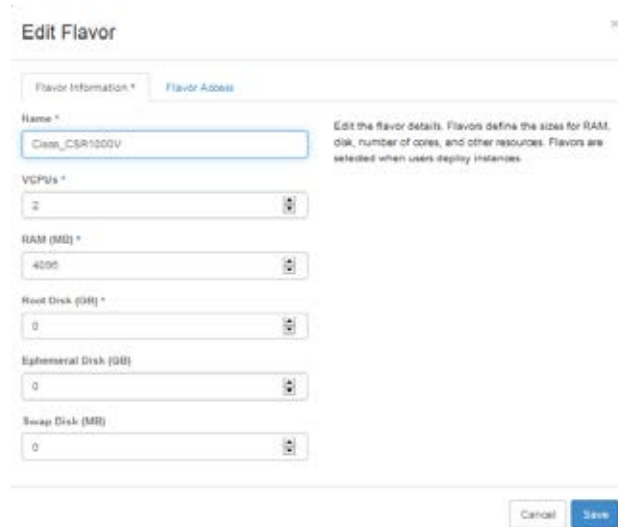 Edit Flavor
×
Flavor Information *
Flavor Access
Name *
Cisco_CSR1000V
VCPUs *
2
RAM (MB) *
4096
Root Disk (GB) *
0
Ephemeral Disk (GB)
0
Swap Disk (MB)
0
Edit the flavor details. Flavors define the sizes for RAM,
disk, number of cores, and other resources. Flavors are
selected when users deploy instances.
Cancel
Save